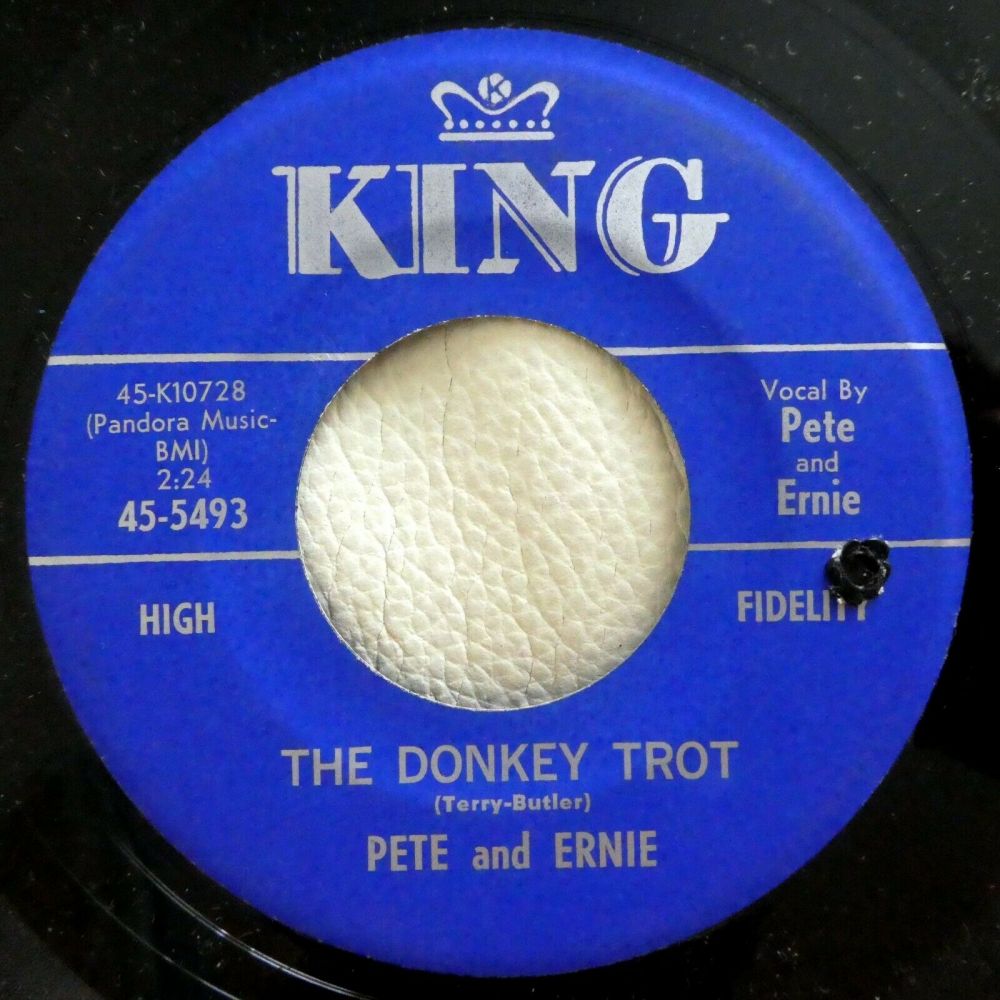 K
KING
45-K10728
(Pandora Music-
BMI)
2:24
45-5493
Vocal By
Pete
and
Ernie
HIGH
FIDELITY
THE DONKEY TROT
(Terry-Butler)
PETE and ERNIE